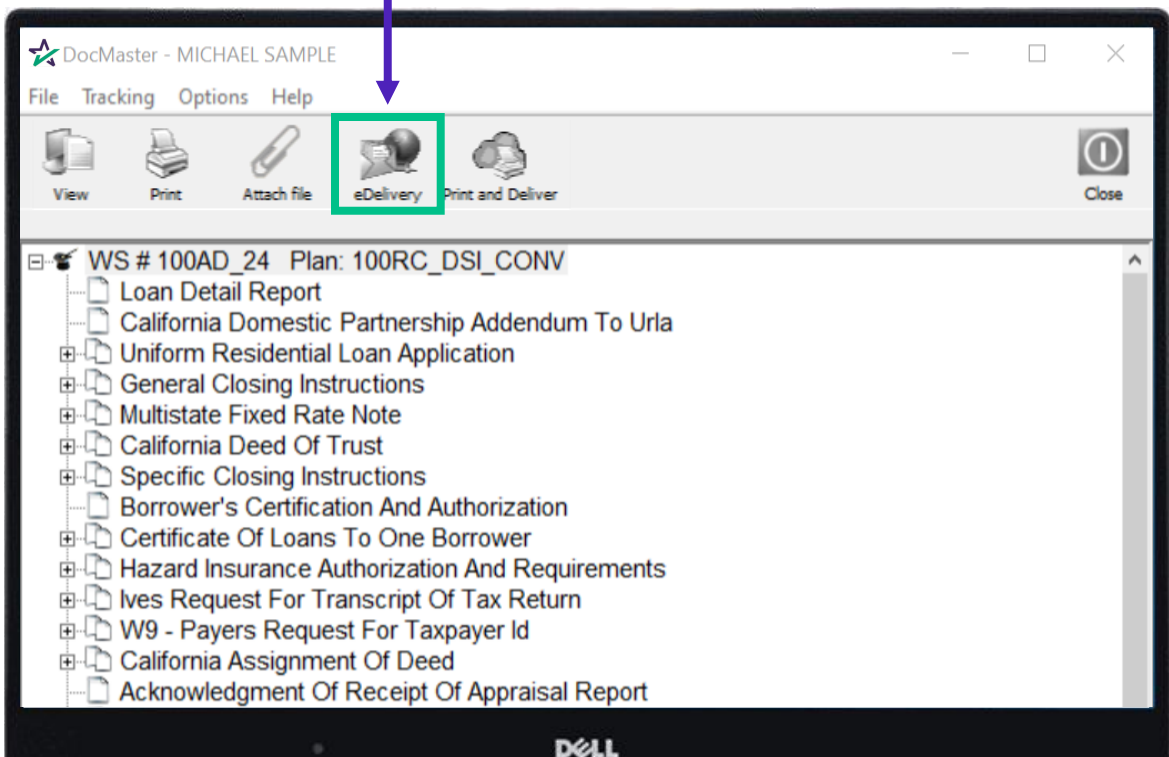 DocMaster - MICHAEL SAMPLE
File Tracking Options Help
View Print Attach file eDelivery Print and Deliver Close
WS # 100AD_24 Plan: 100RC_DSI_CONV
Loan Detail Report
California Domestic Partnership Addendum To Urla
Uniform Residential Loan Application
General Closing Instructions
Multistate Fixed Rate Note
California Deed Of Trust
Specific Closing Instructions
Borrower's Certification And Authorization
Certificate Of Loans To One Borrower
Hazard Insurance Authorization And Requirements
Ives Request For Transcript Of Tax Return
W9 - Payers Request For Taxpayer Id
California Assignment Of Deed
Acknowledgment Of Receipt Of Appraisal Report
DELL